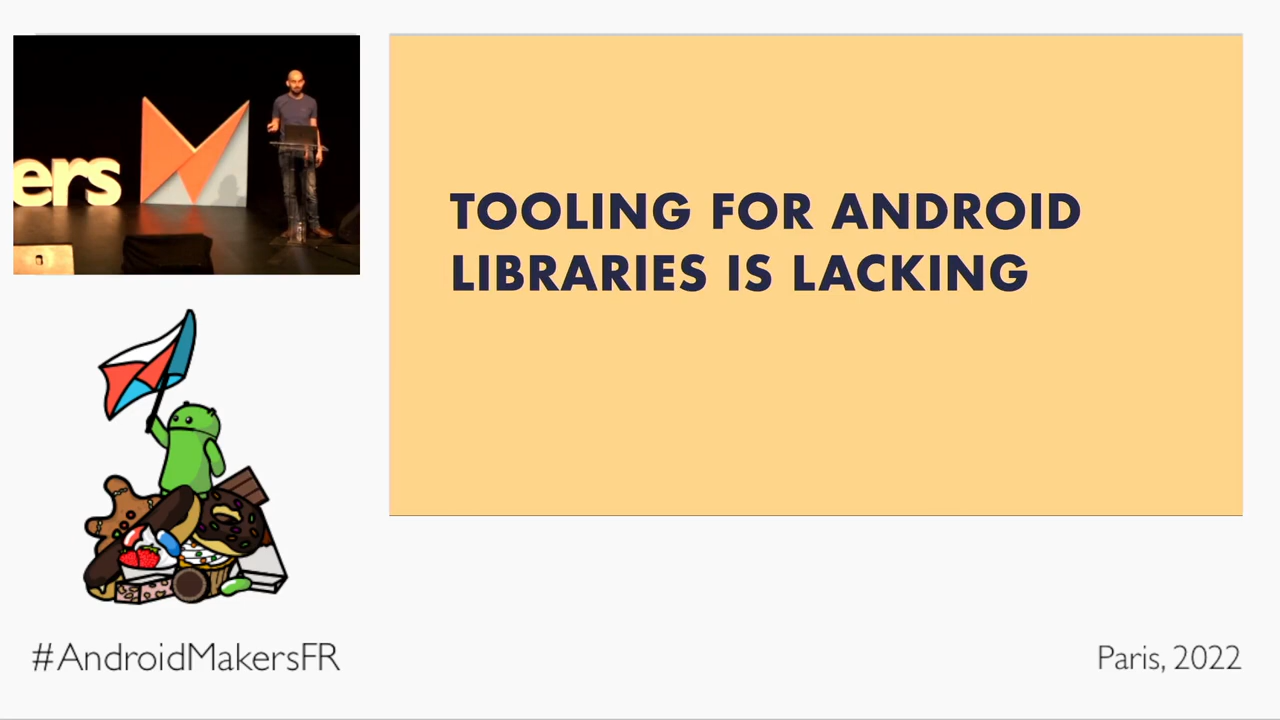 ers
TOOLING FOR ANDROID
LIBRARIES IS LACKING
#AndroidMakersFR
Paris, 2022